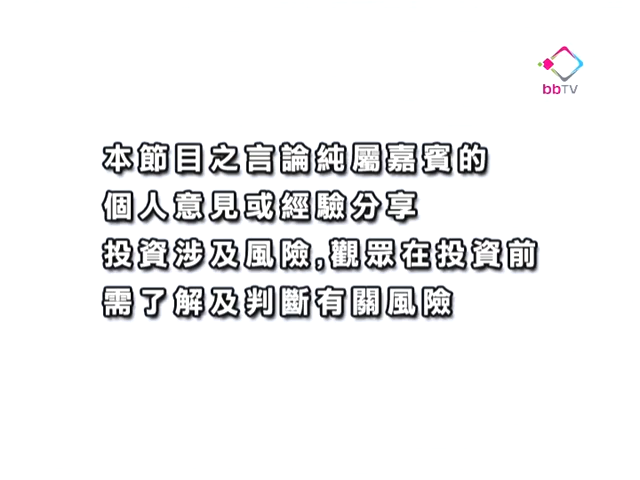 bbTV
本節目之言論純屬嘉賓的
個人意見或經驗分享
投資涉及風險,觀眾在投資前
需了解及判斷有關風險